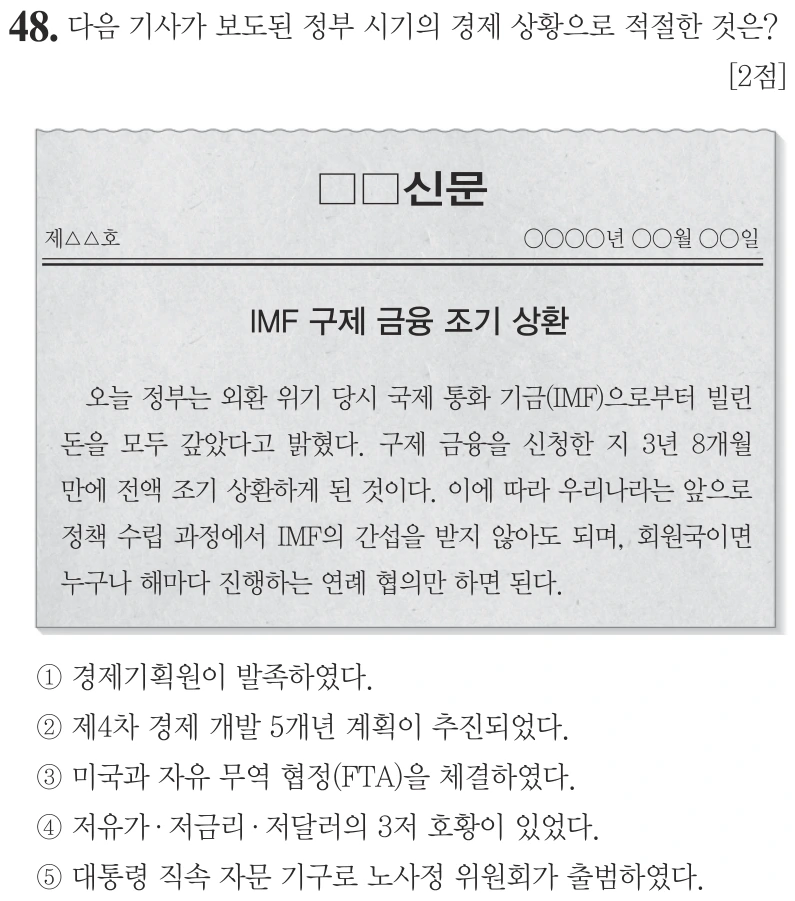 48. 다음 기사가 보도된 정부 시기의 경제 상황으로 적절한 것은?
[2점]
□□신문
제△△호 ○○○○년 ○○월 ○○일
IMF 구제 금융 조기 상환
오늘 정부는 외환 위기 당시 국제 통화 기금(IMF)으로부터 빌린
돈을 모두 갚았다고 밝혔다. 구제 금융을 신청한 지 3년 8개월
만에 전액 조기 상환하게 된 것이다. 이에 따라 우리나라는 앞으로
정책 수립 과정에서 IMF의 간섭을 받지 않아도 되며, 회원국이면
누구나 해마다 진행하는 연례 협의만 하면 된다.
① 경제기획원이 발족하였다.
② 제4차 경제 개발 5개년 계획이 추진되었다.
③ 미국과 자유 무역 협정(FTA)을 체결하였다.
④ 저유가·저금리·저달러의 3저 호황이 있었다.
⑤ 대통령 직속 자문 기구로 노사정 위원회가 출범하였다.